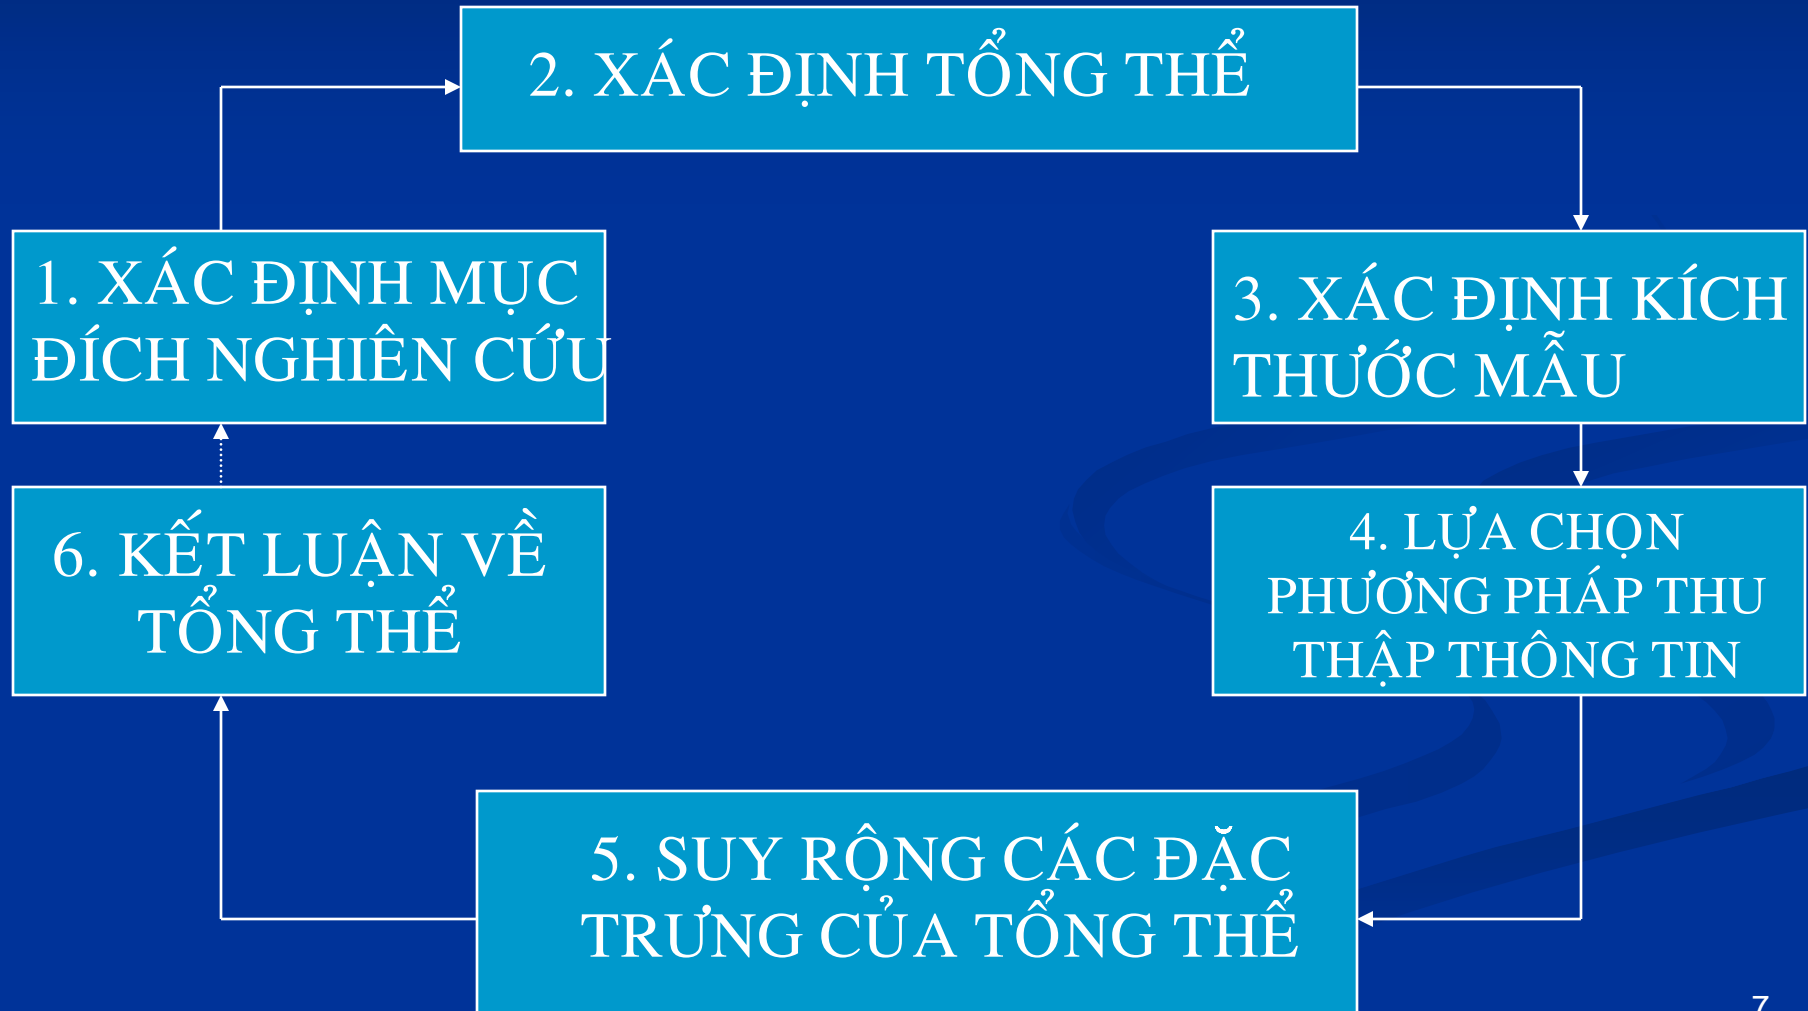 2. XÁC ĐỊNH TỔNG THỂ
1. XÁC ĐỊNH MỤC
ĐÍCH NGHIÊN CỨU
3. XÁC ĐỊNH KÍCH
THƯỚC MẪU
6. KẾT LUẬN VỀ
TỔNG THỂ
4. LỰA CHỌN
PHƯƠNG PHÁP THU
THẬP THÔNG TIN
5. SUY RỘNG CÁC ĐẶC
TRƯNG CỦA TỔNG THỂ
7